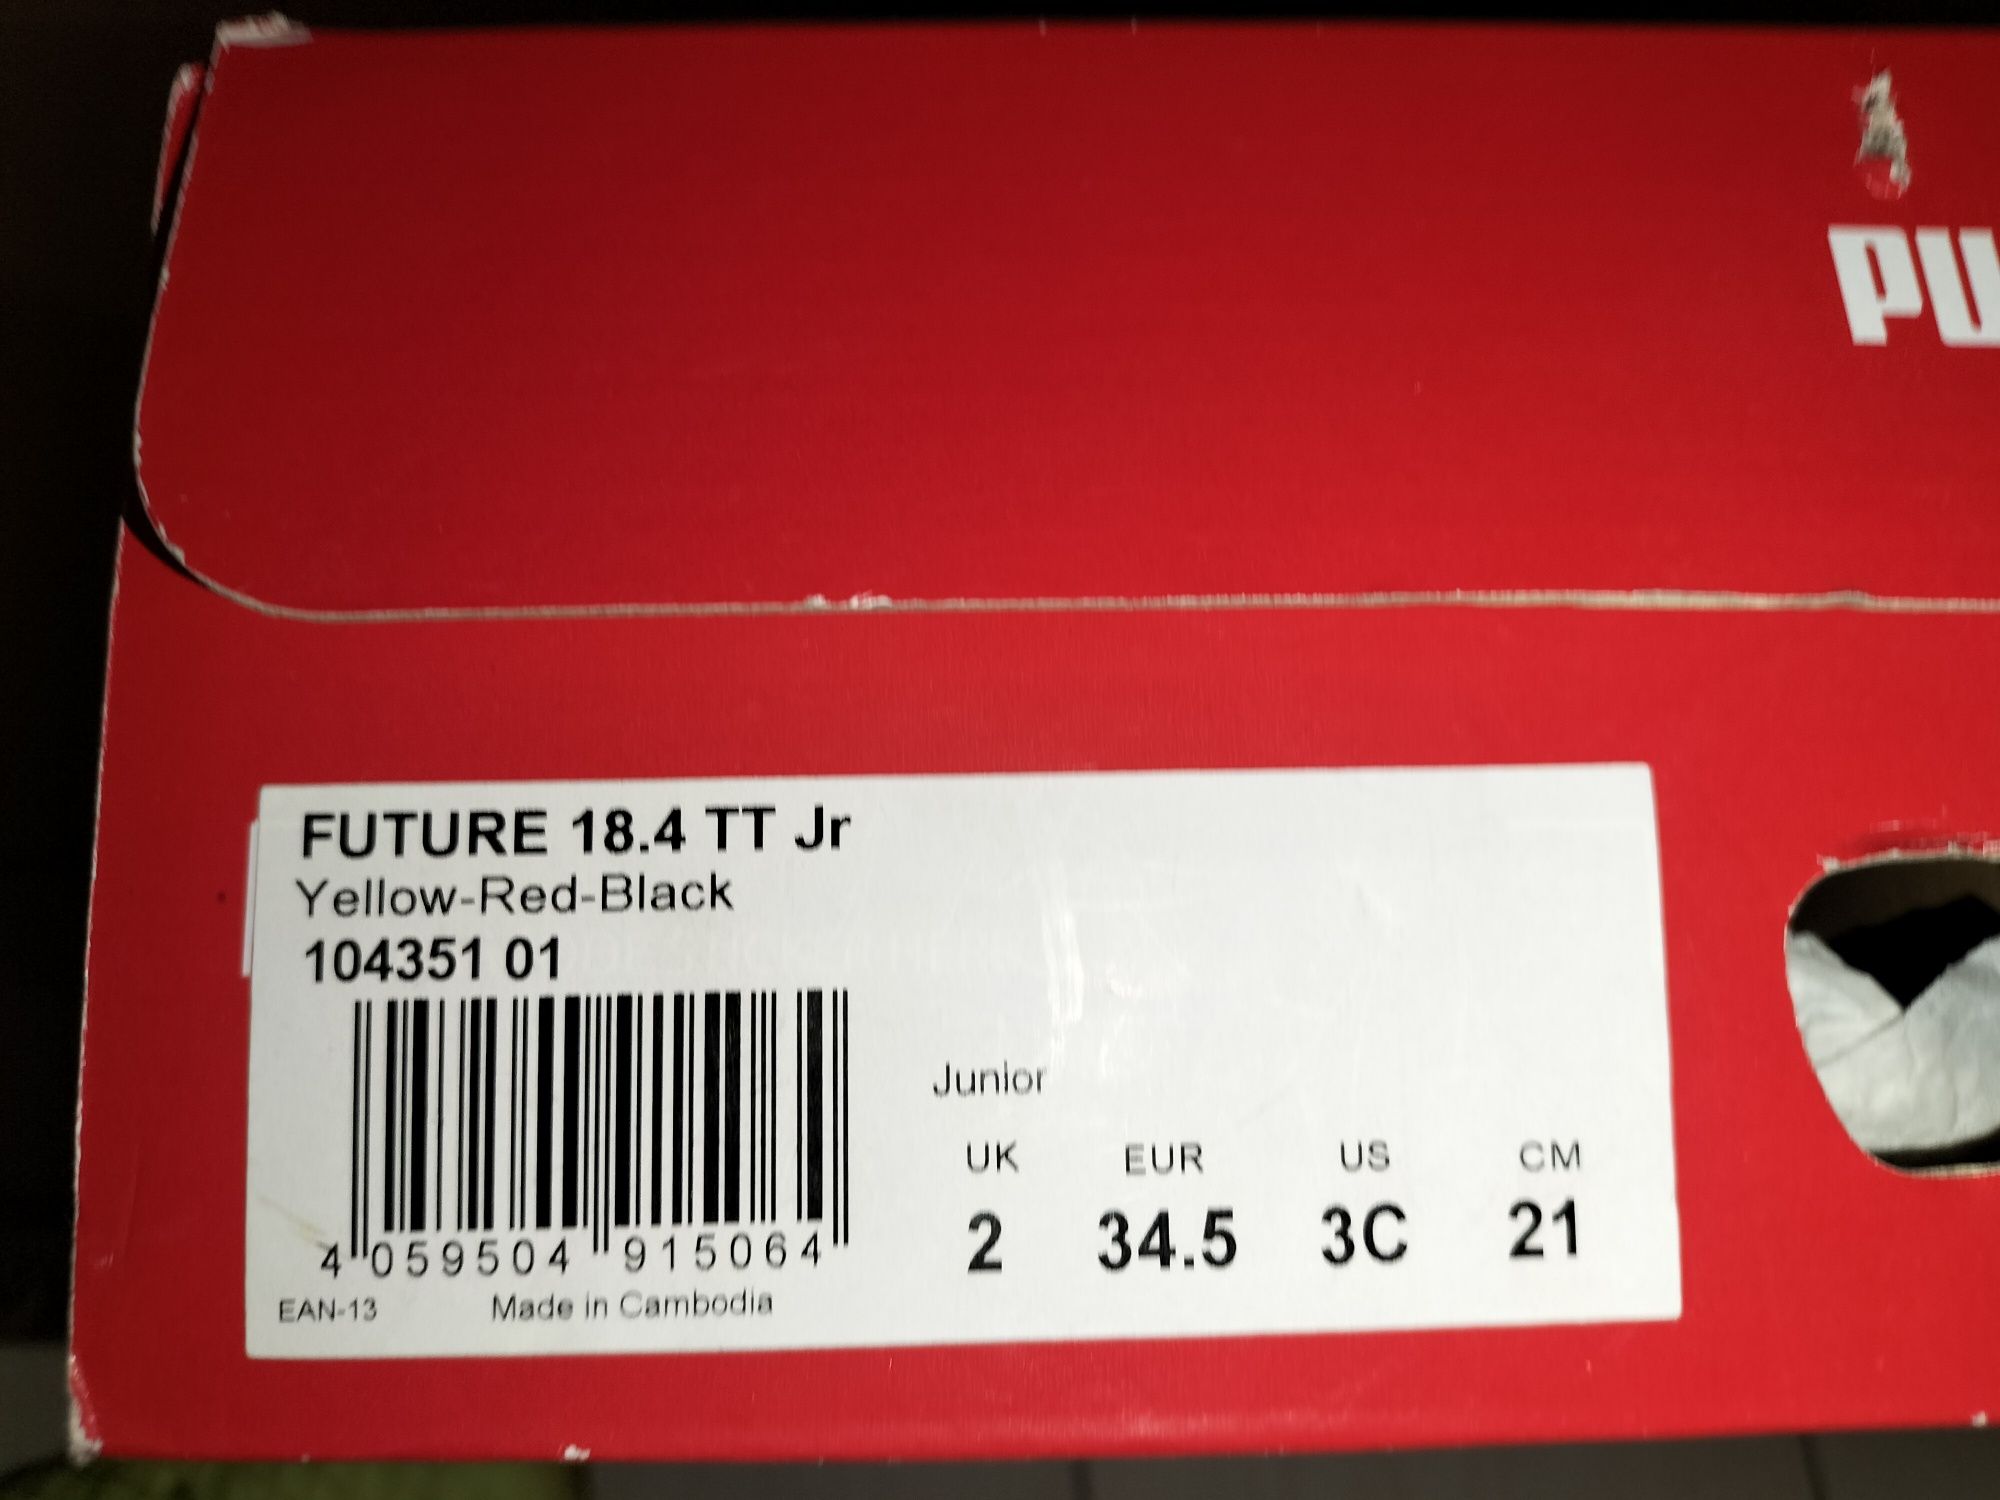 PU
FUTURE 18.4 TT Jr
Yellow-Red-Black
104351 01
4 059504 915064
EAN-13 Made in Cambodia
Junior
UK EUR US CM
2 34.5 3C 21